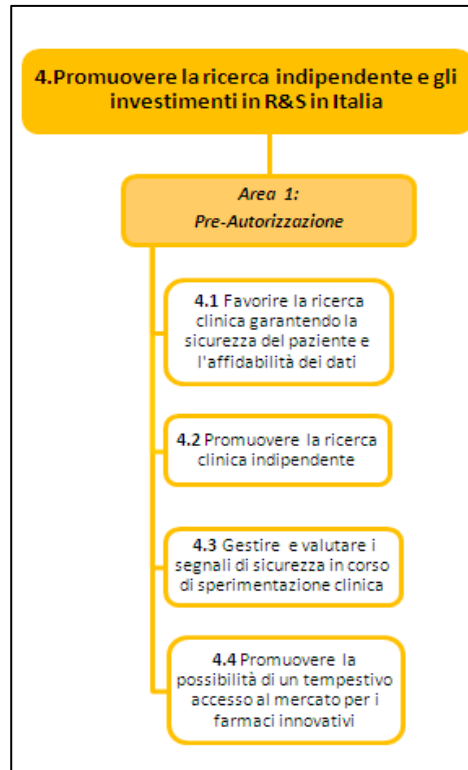 4.Promuovere la ricerca indipendente e gli
investimenti in R&S in Italia
Area 1:
Pre-Autorizzazione
4.1 Favorire la ricerca
clinica garantendo la
sicurezza del paziente e
l'affidabilità dei dati
4.2 Promuovere la ricerca
clinica indipendente
4.3 Gestire e valutare i
segnali di sicurezza in corso
di sperimentazione clinica
4.4 Promuovere la
possibilità di un tempestivo
accesso al mercato per i
farmaci innovativi